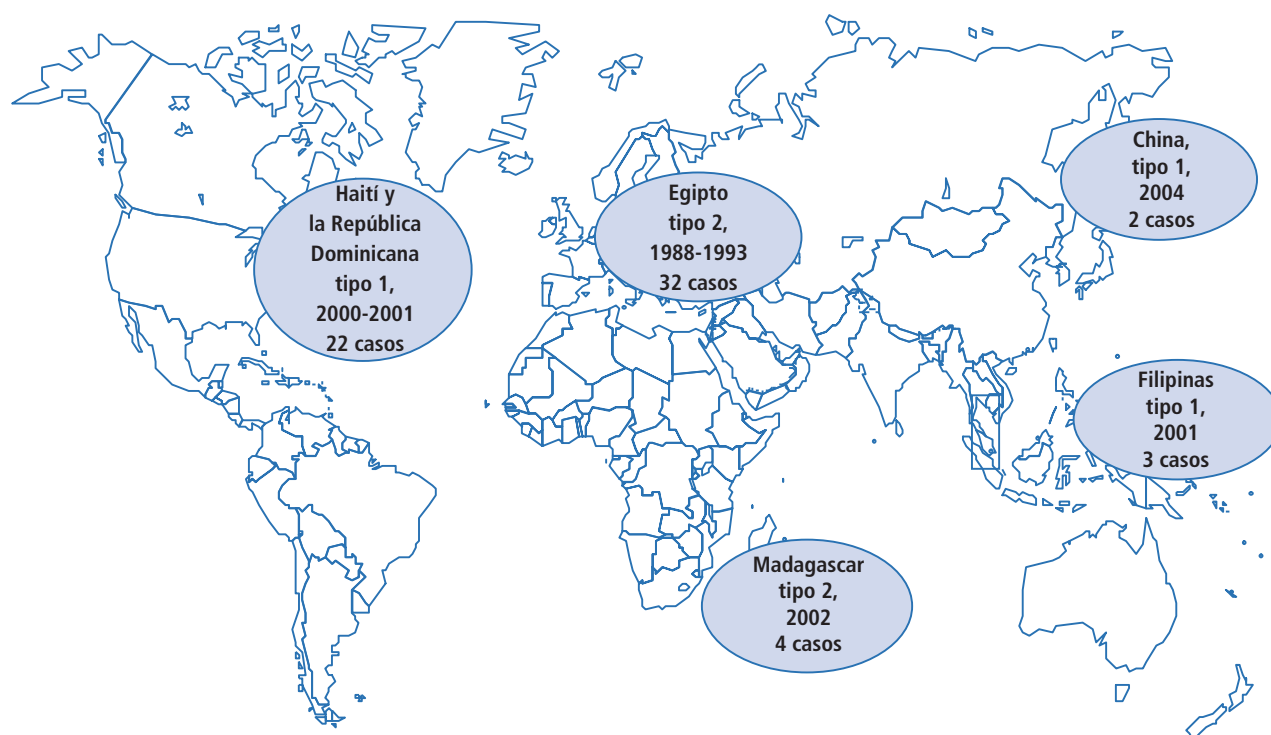 Haití y
la República
Dominicana
tipo 1,
2000-2001
22 casos
Egipto
tipo 2,
1988-1993
32 casos
China,
tipo 1,
2004
2 casos
Filipinas
tipo 1,
2001
3 casos
Madagascar
tipo 2,
2002
4 casos